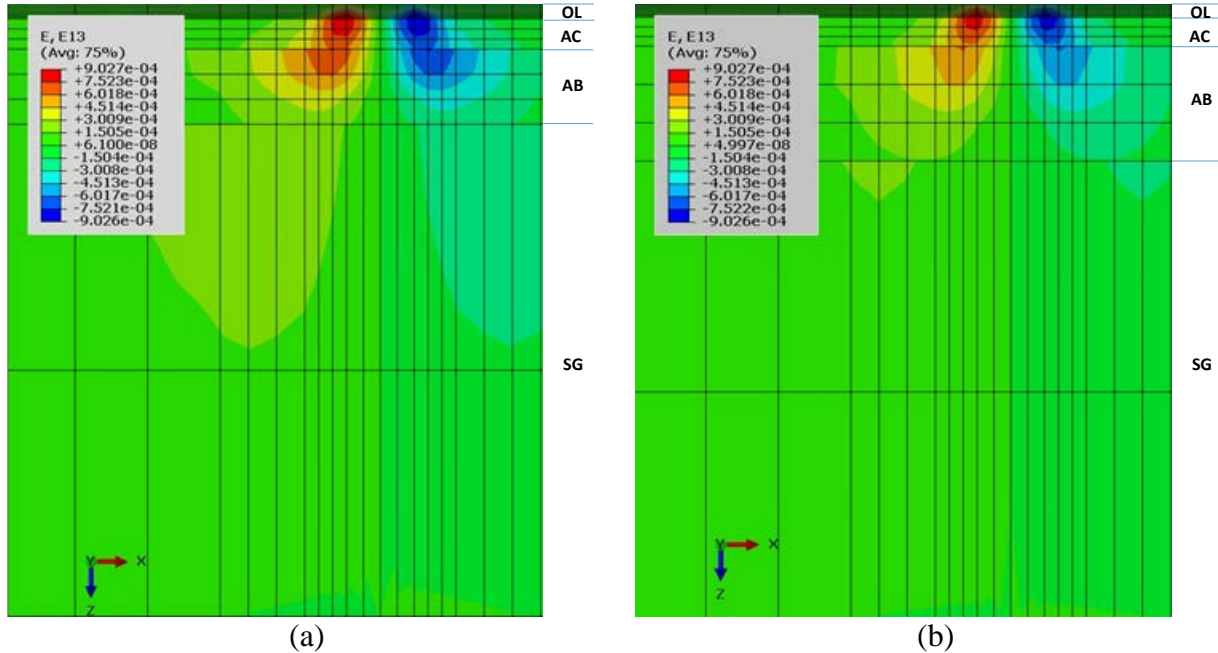 E, E13
(Avg: 75%)
+9.027e-04
+7.523e-04
+6.018e-04
+4.514e-04
+3.009e-04
+1.505e-04
+6.100e-08
-1.504e-04
-3.008e-04
-4.513e-04
-6.017e-04
-7.521e-04
-9.026e-04
OL
AC
AB
SG
Y
X
Z
(a)
E, E13
(Avg: 75%)
+9.027e-04
+7.523e-04
+6.018e-04
+4.514e-04
+3.009e-04
+1.505e-04
+4.997e-08
-1.504e-04
-3.008e-04
-4.513e-04
-6.017e-04
-7.522e-04
-9.026e-04
OL
AC
AB
SG
Y
X
Z
(b)